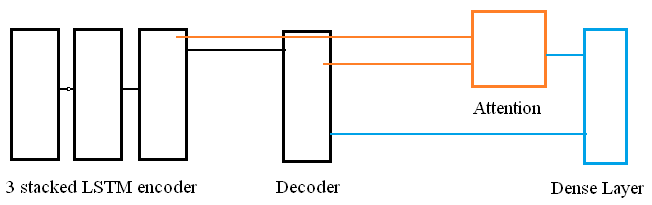 Attention
3 stacked LSTM encoder
Decoder
Dense Layer